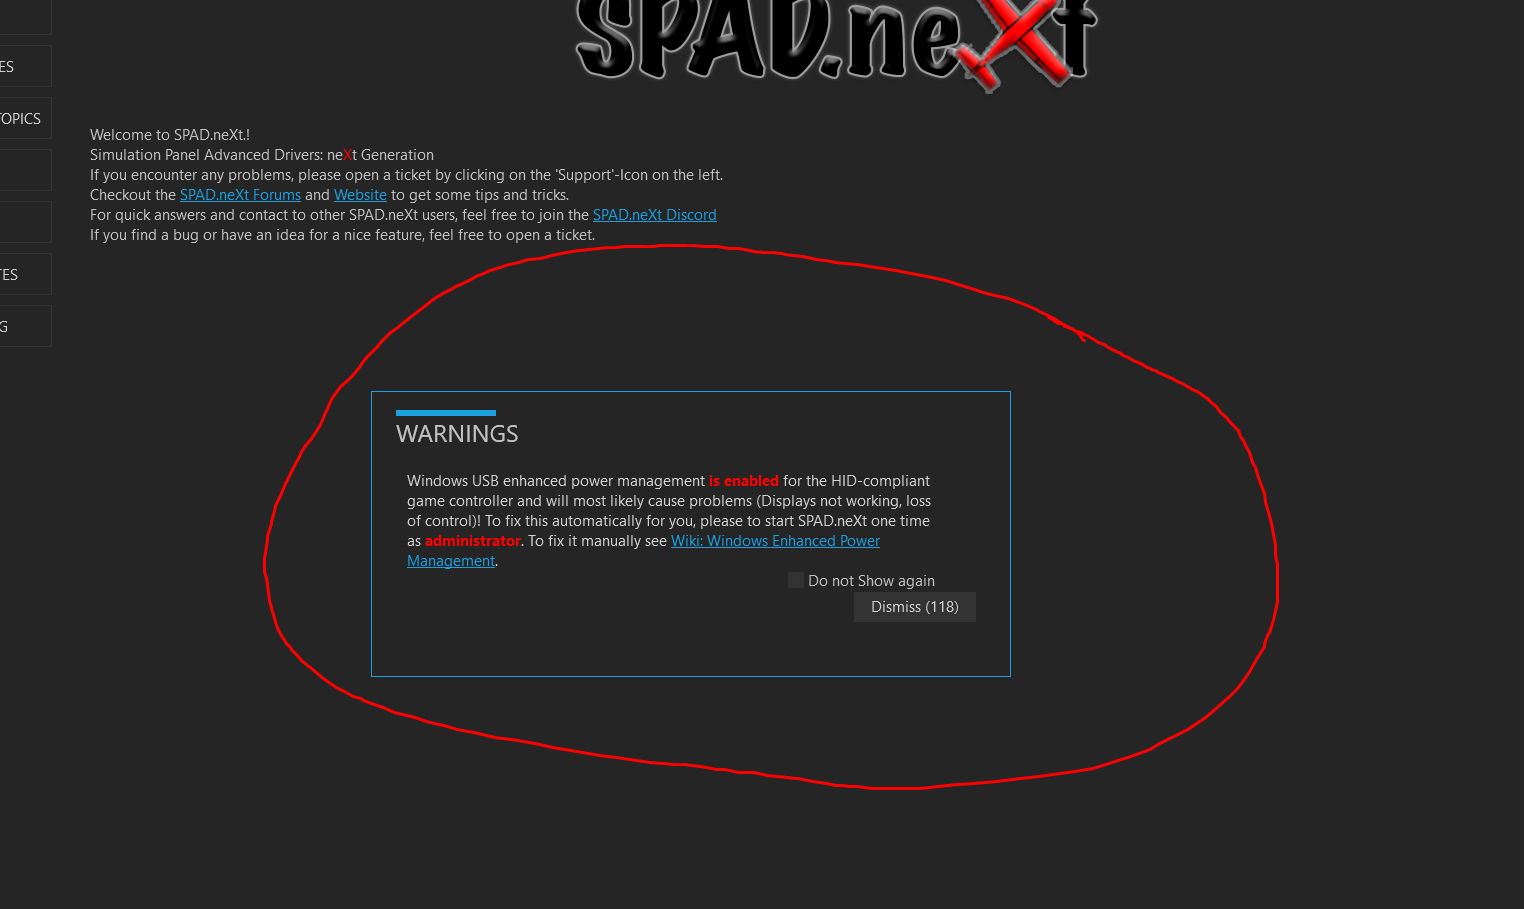 SPAD.neXt
ES
TOPICS
TES
G
Welcome to SPAD.neXt.!
Simulation Panel Advanced Drivers: neXt Generation
If you encounter any problems, please open a ticket by clicking on the 'Support'-Icon on the left.
Checkout the SPAD.neXt Forums and Website to get some tips and tricks.
For quick answers and contact to other SPAD.neXt users, feel free to join the SPAD.neXt Discord
If you find a bug or have an idea for a nice feature, feel free to open a ticket.
WARNINGS
Windows USB enhanced power management is enabled for the HID-compliant
game controller and will most likely cause problems (Displays not working, loss
of control)! To fix this automatically for you, please to start SPAD.neXt one time
as administrator. To fix it manually see Wiki: Windows Enhanced Power
Management.
Do not Show again
Dismiss (118)